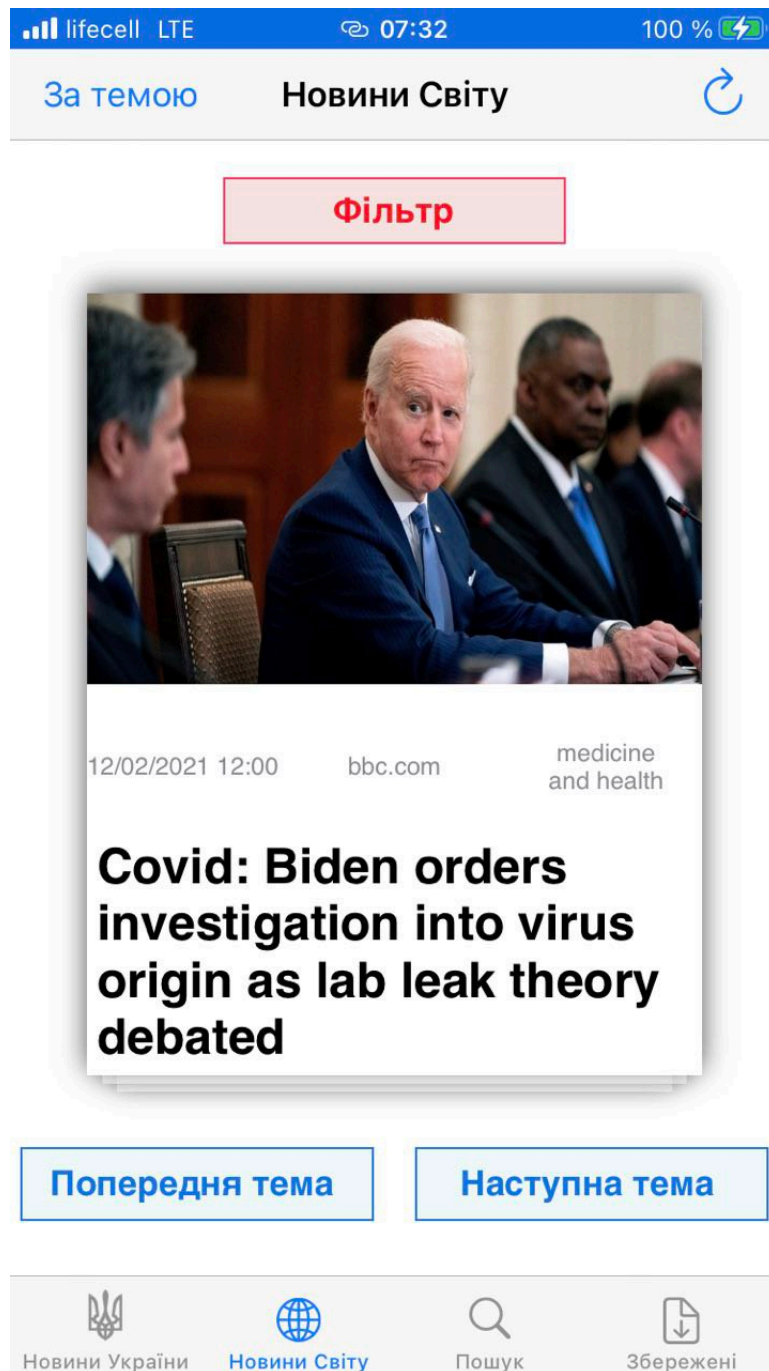 lifecell LTE 07:32 100 %
За темою Новини Світу
Фільтр
12/02/2021 12:00 bbc.com medicine and health
Covid: Biden orders
investigation into virus
origin as lab leak theory
debated
Попередня тема Наступна тема
Новини України Новини Світу Пошук Збережені